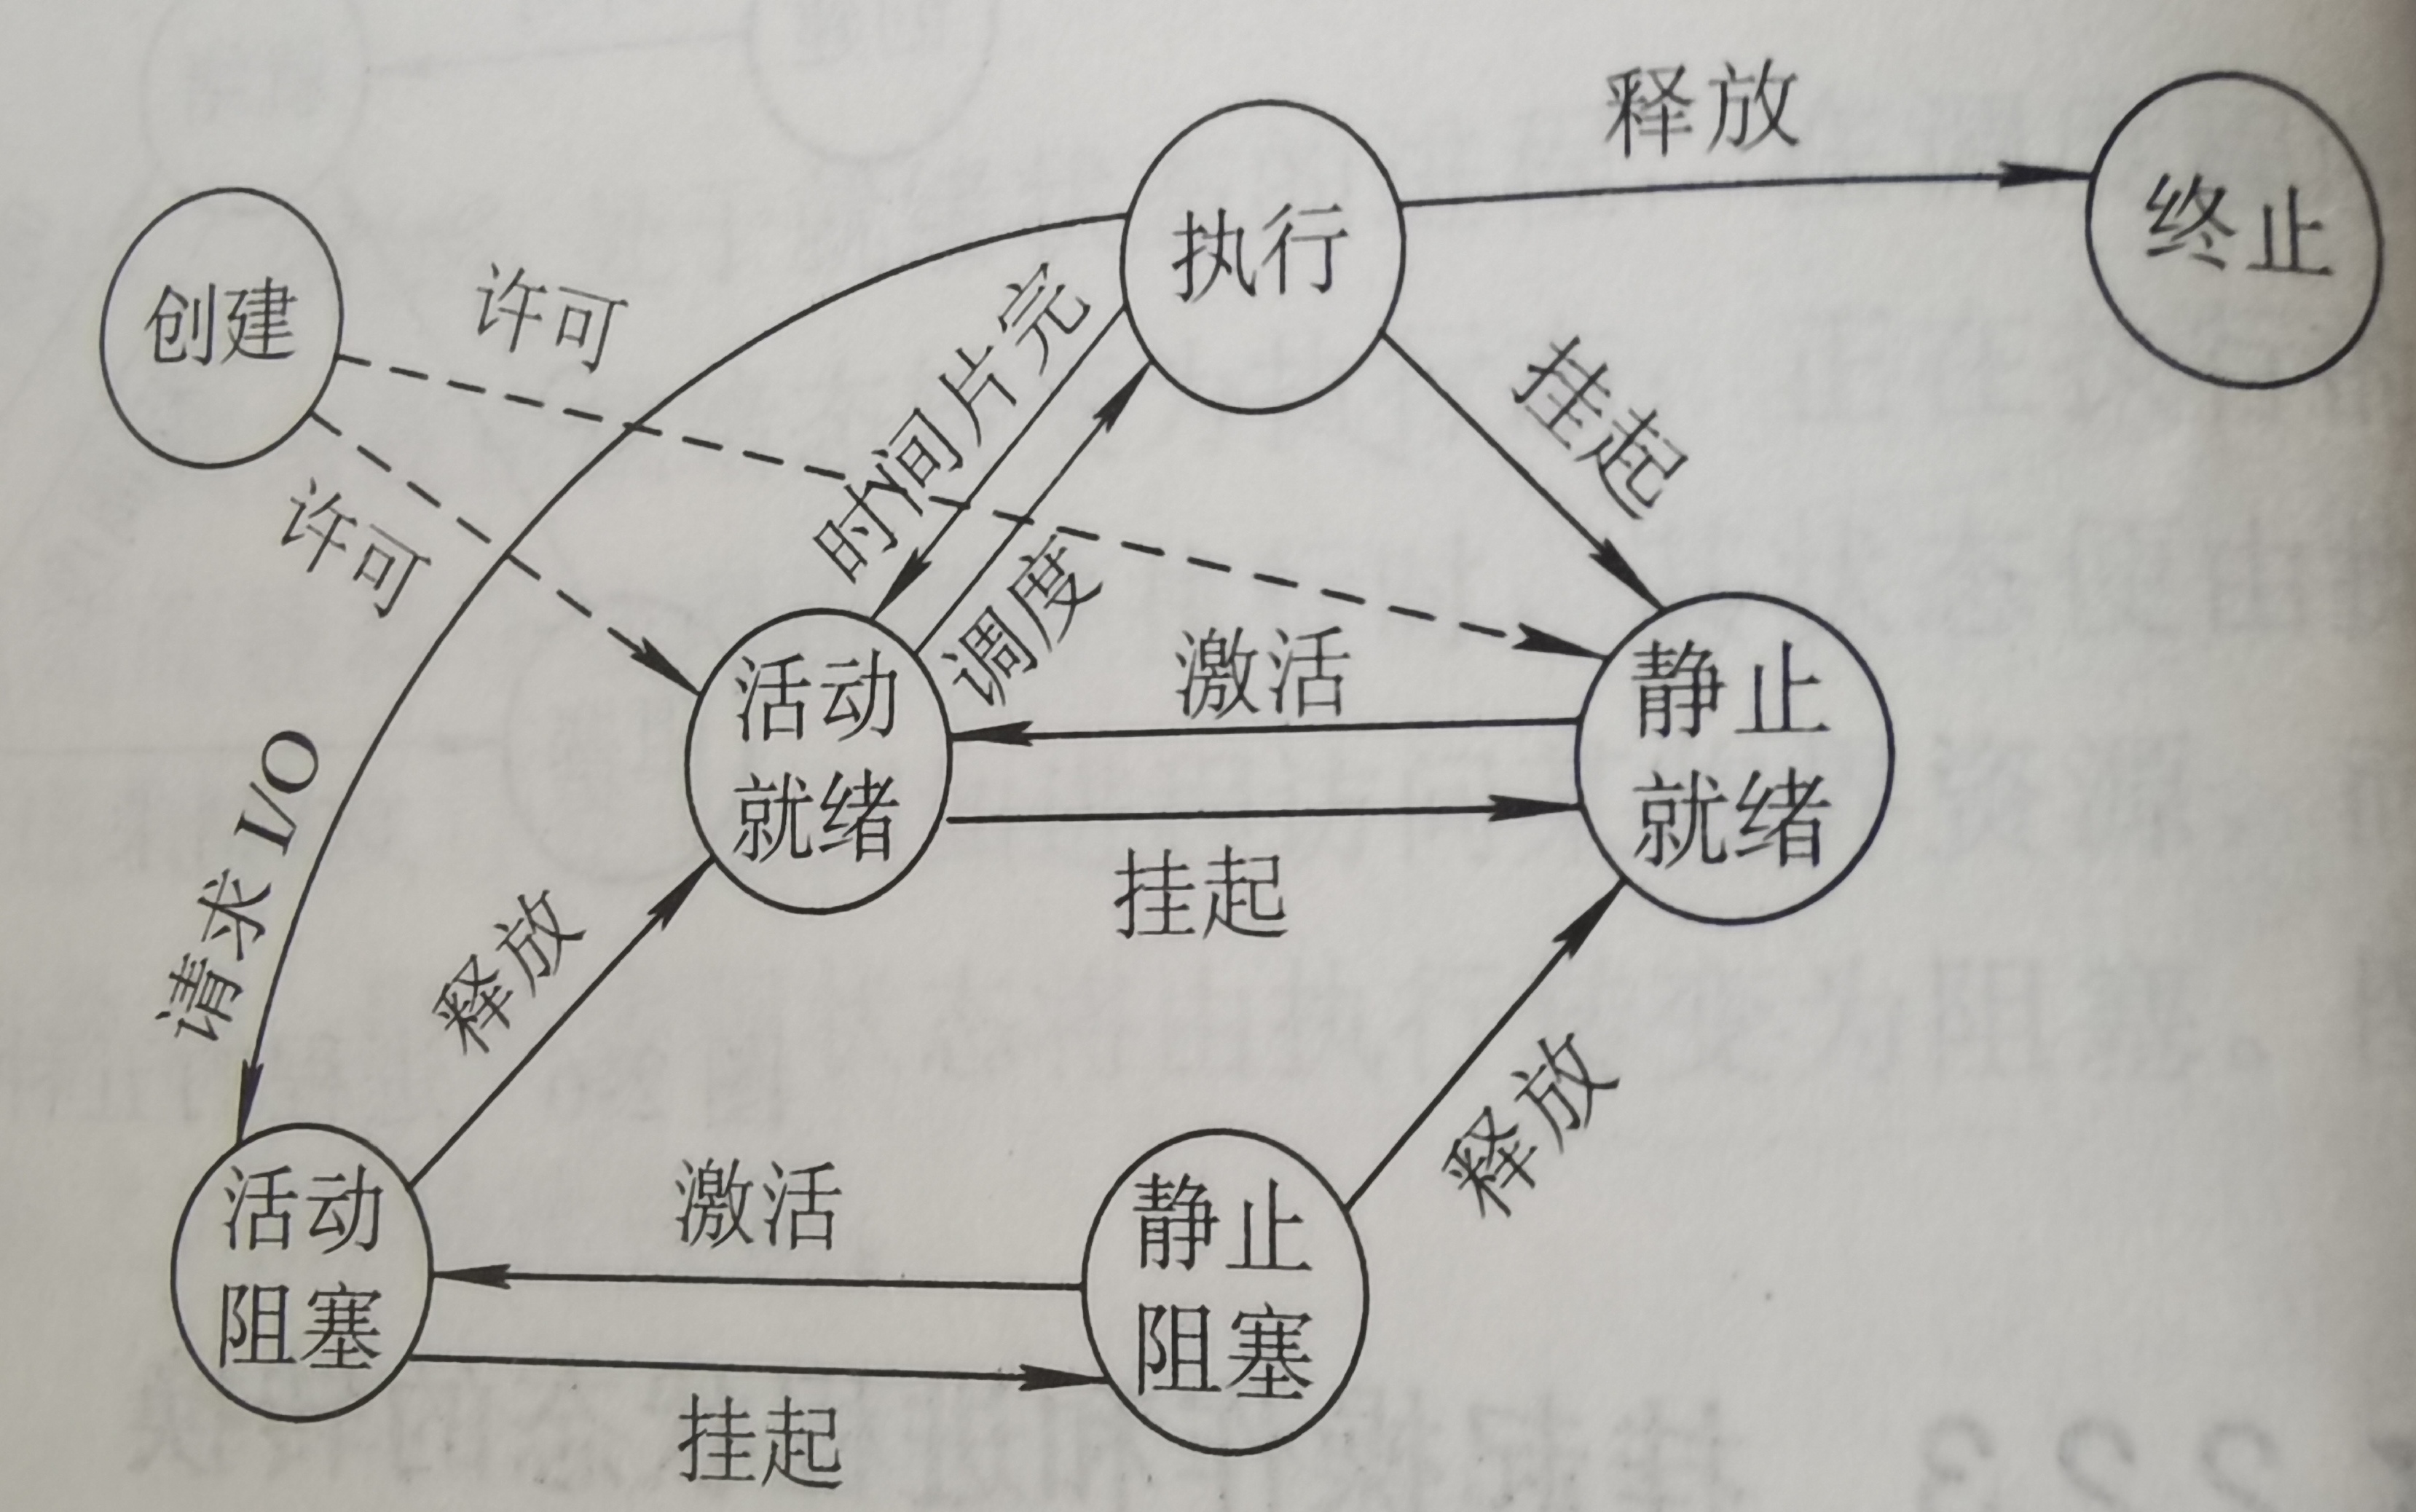 释放
执行
终止
创建
许可
许可
时间片完
调度
挂起
激活
挂起
活动
就绪
静止
就绪
请求 I/O
释放
释放
活动
阻塞
激活
挂起
静止
阻塞